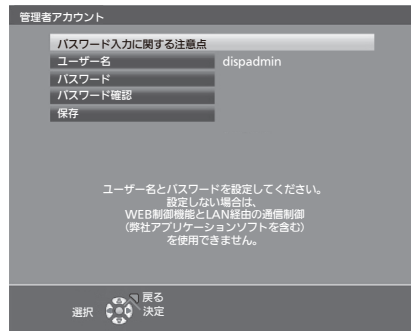 管理者アカウント
パスワード入力に関する注意点
ユーザー名 dispadmin
パスワード
パスワード確認
保存
ユーザー名とパスワードを設定してください。
設定しない場合は、
WEB制御機能とLAN経由の通信制御
（弊社アプリケーションソフトを含む）
を使用できません。
戻る
選択 決定